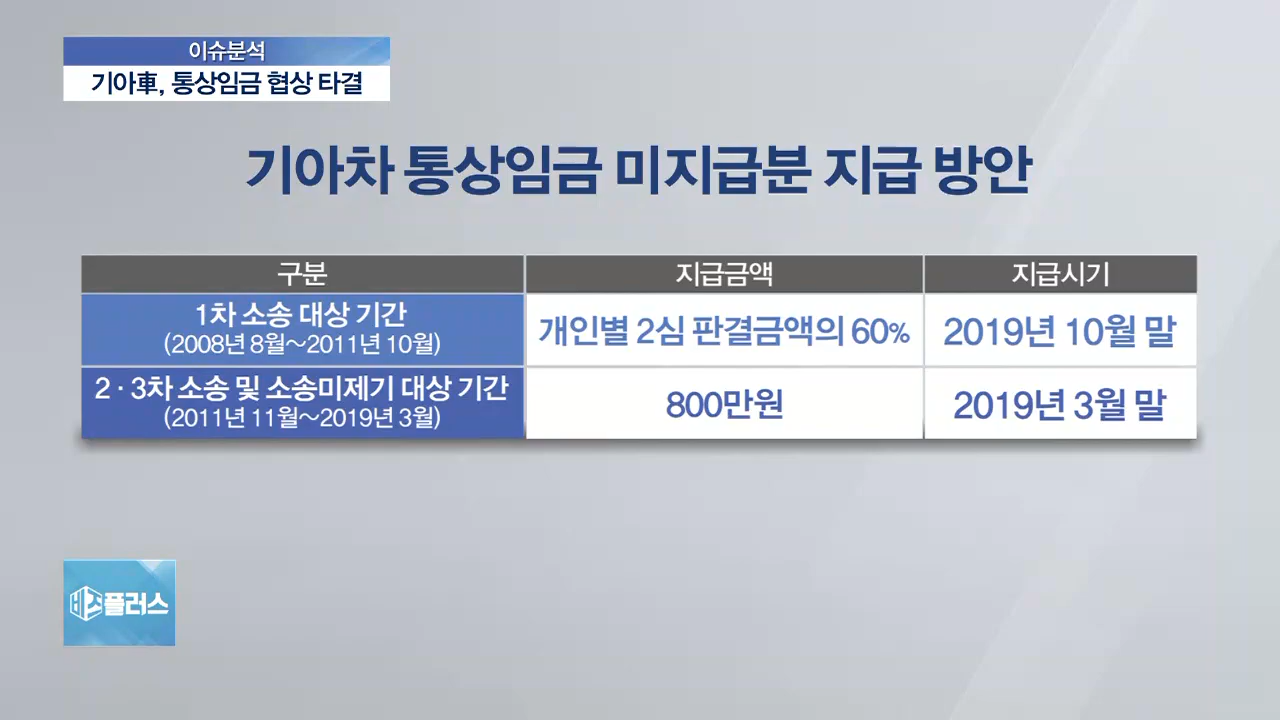 이슈분석
기아車, 통상임금 협상 타결
기아차 통상임금 미지급분 지급 방안
구분 지급금액 지급시기
1차 소송 대상 기간
(2008년 8월~2011년 10월)
개인별 2심 판결금액의 60%
2019년 10월 말
2·3차 소송 및 소송미제기 대상 기간
(2011년 11월~2019년 3월)
800만원
2019년 3월 말
비즈플러스